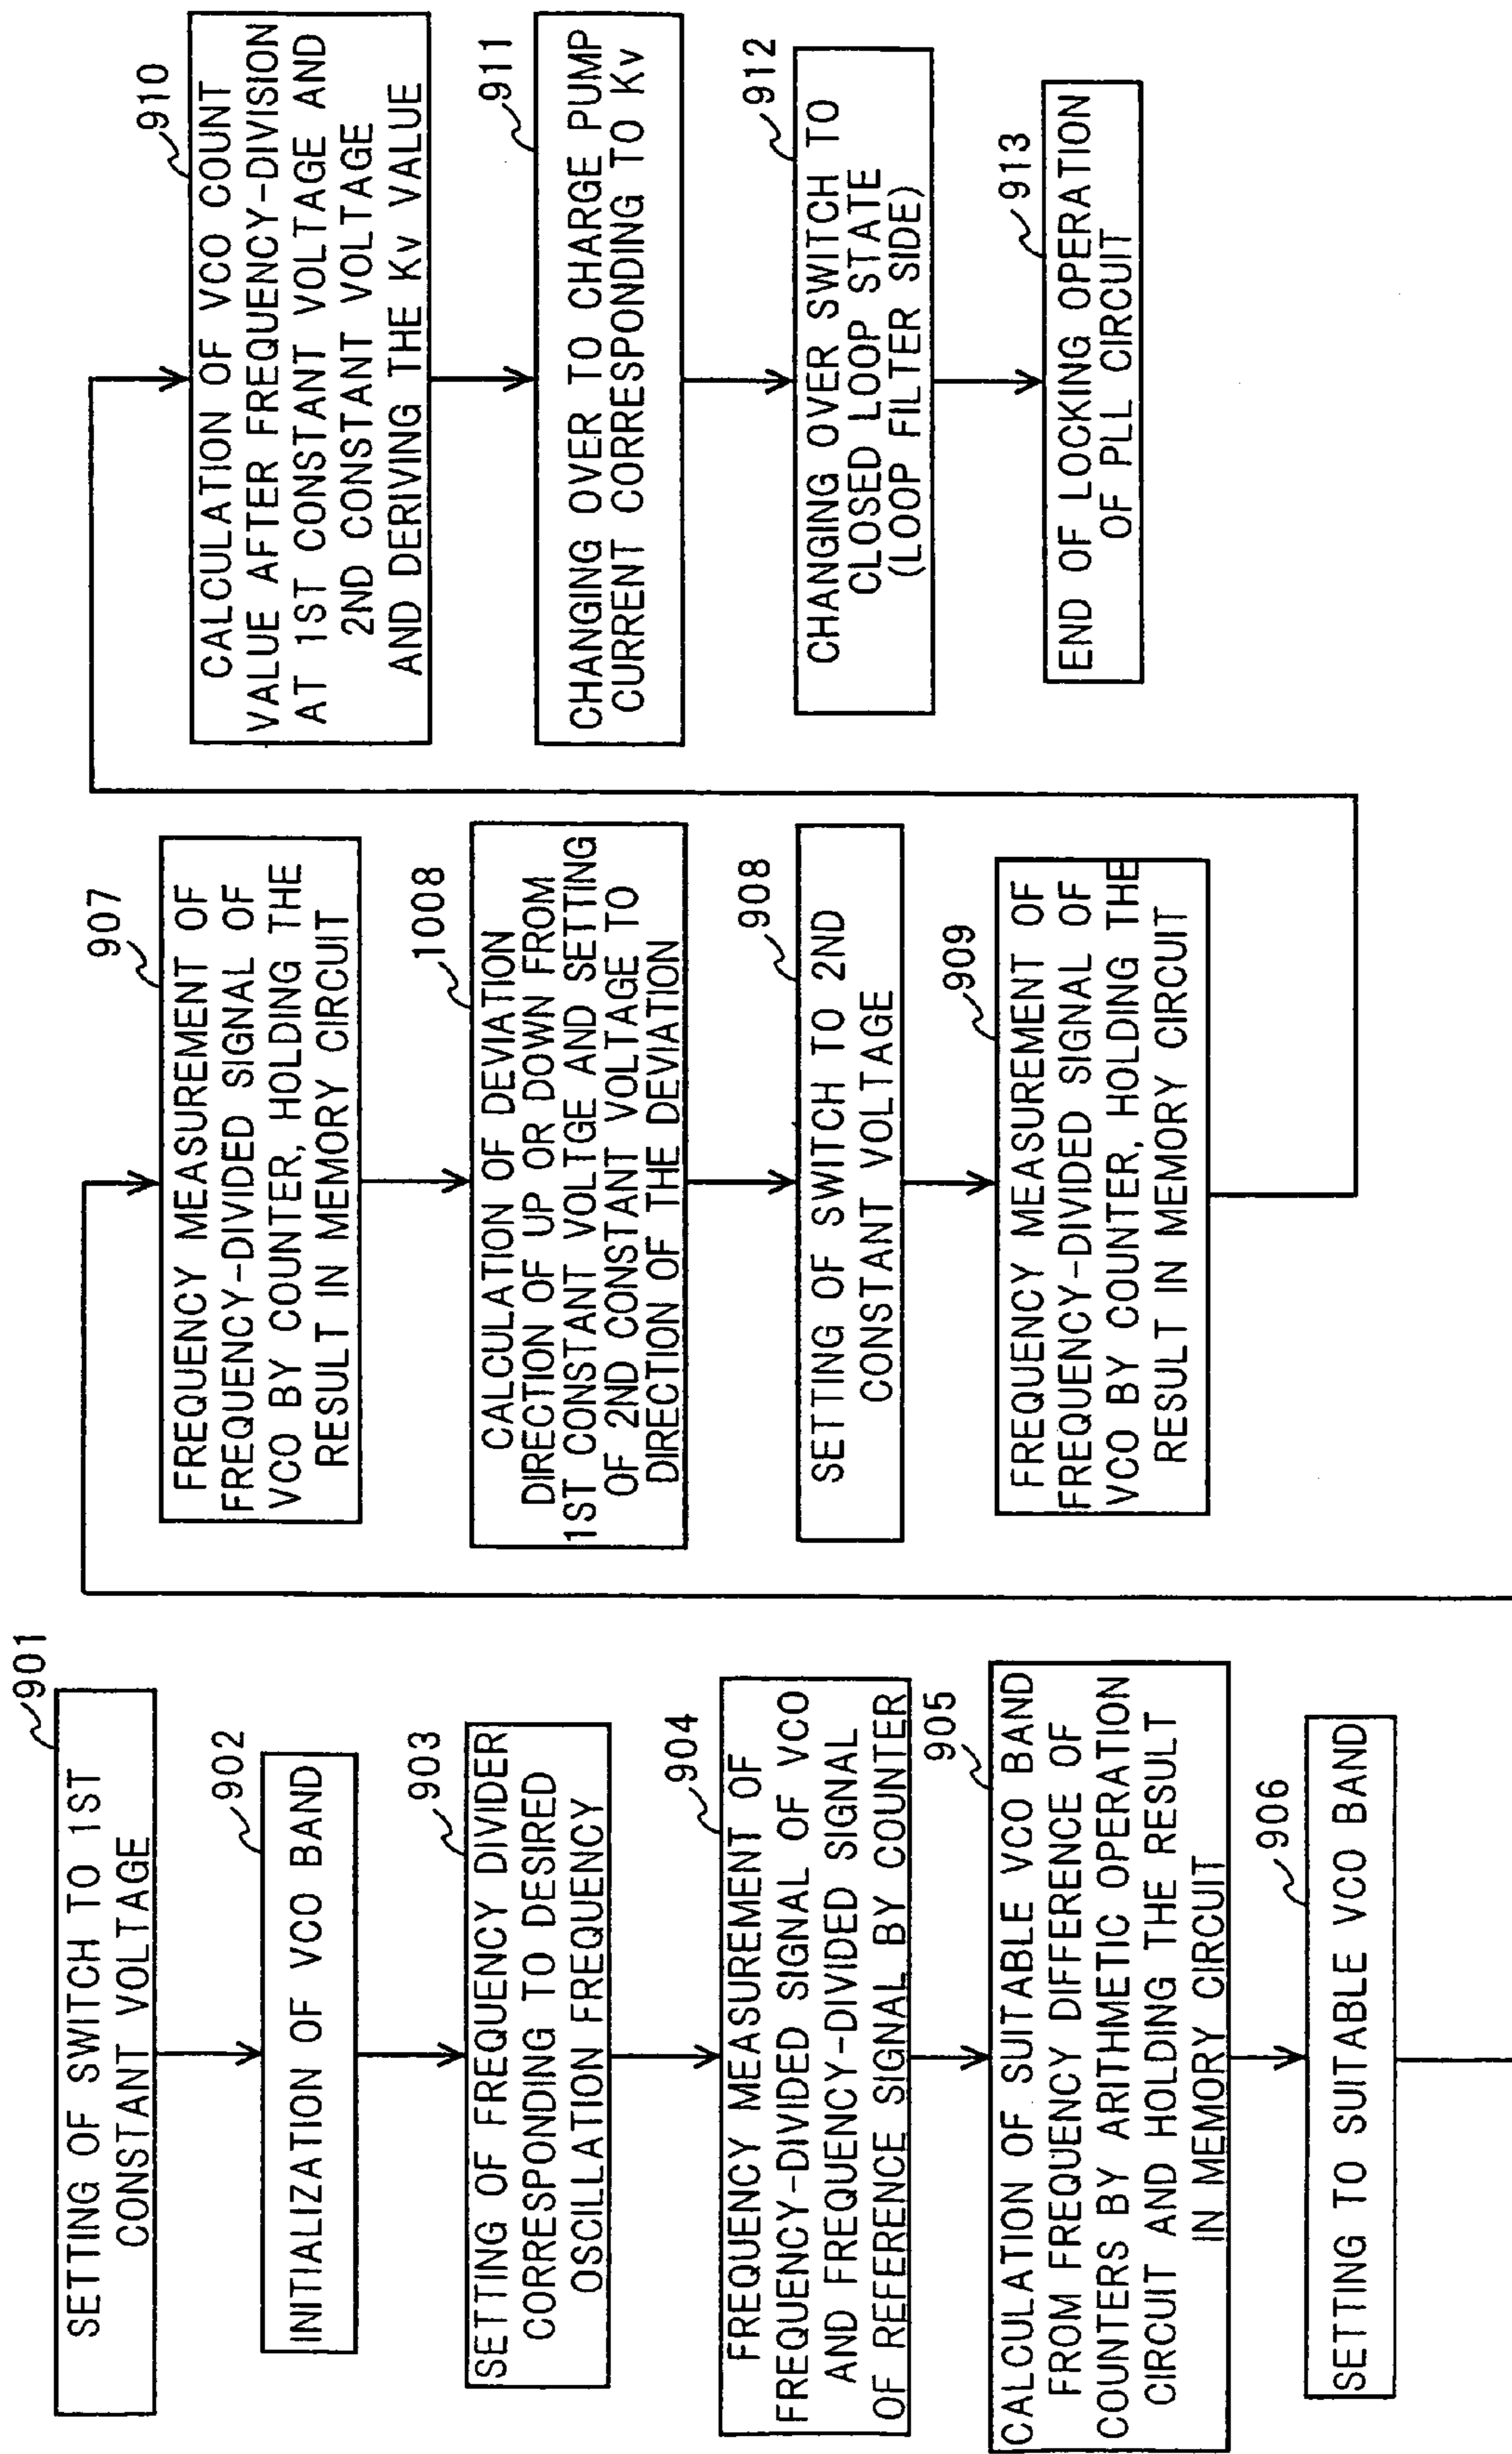 901
SETTING OF SWITCH TO 1ST
CONSTANT VOLTAGE
902
INITIALIZATION OF VCO BAND
903
SETTING OF FREQUENCY DIVIDER
CORRESPONDING TO DESIRED
OSCILLATION FREQUENCY
904
FREQUENCY MEASUREMENT OF
FREQUENCY-DIVIDED SIGNAL OF VCO
AND FREQUENCY-DIVIDED SIGNAL
OF REFERENCE SIGNAL BY COUNTER
905
CALCULATION OF SUITABLE VCO BAND
FROM FREQUENCY DIFFERENCE OF
COUNTERS BY ARITHMETIC OPERATION
CIRCUIT AND HOLDING THE RESULT
IN MEMORY CIRCUIT
906
SETTING TO SUITABLE VCO BAND
907
FREQUENCY MEASUREMENT OF
FREQUENCY-DIVIDED SIGNAL OF
VCO BY COUNTER, HOLDING THE
RESULT IN MEMORY CIRCUIT
1008
CALCULATION OF DEVIATION
DIRECTION OF UP OR DOWN FROM
1ST CONSTANT VOLTGE AND SETTING
OF 2ND CONSTANT VOLTAGE TO
DIRECTION OF THE DEVIATION
908
SETTING OF SWITCH TO 2ND
CONSTANT VOLTAGE
909
FREQUENCY MEASUREMENT OF
FREQUENCY-DIVIDED SIGNAL OF
VCO BY COUNTER, HOLDING THE
RESULT IN MEMORY CIRCUIT
910
CALCULATION OF VCO COUNT
VALUE AFTER FREQUENCY-DIVISION
AT 1ST CONSTANT VOLTAGE AND
2ND CONSTANT VOLTAGE
AND DERIVING THE Kv VALUE
911
CHANGING OVER TO CHARGE PUMP
CURRENT CORRESPONDING TO Kv
912
CHANGING OVER SWITCH TO
CLOSED LOOP STATE
(LOOP FILTER SIDE)
913
END OF LOCKING OPERATION
OF PLL CIRCUIT